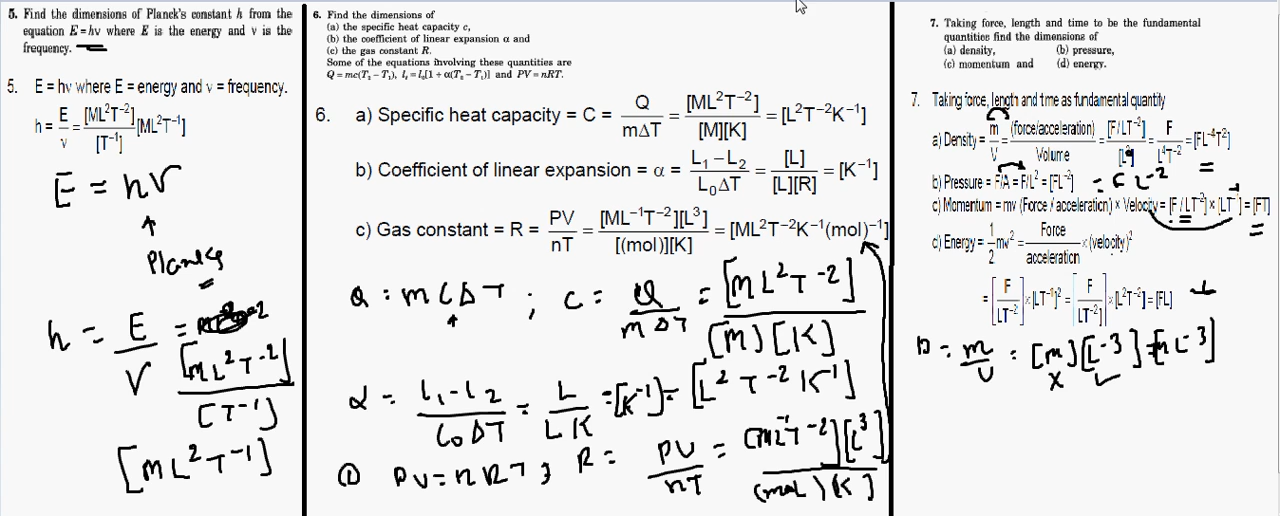 5. Find the dimensions of Planck's constant h from the
equation E = hν where E is the energy and ν is the
frequency.
5. E = hν where E = energy and ν = frequency.
h = E/ν = [ML²T⁻²]/[T⁻¹] [ML²T⁻¹]
E = hν
↑
Planck's
h = E/ν = [ML²T⁻²]/[T⁻¹]
[ML²T⁻¹]
6. Find the dimensions of
(a) the specific heat capacity c,
(b) the coefficient of linear expansion α and
(c) the gas constant R.
Some of the equations involving these quantities are
Q = mc(T₂ – T₁), l₁ = l₀[1 + α(T₂ – T₁)] and PV = nRT.
6. a) Specific heat capacity = C = Q/mΔT = [ML²T⁻²]/[M][K] = [L²T⁻²K⁻¹]
b) Coefficient of linear expansion = α = L₁ – L₂/L₀ΔT = [L]/[L][R] = [K⁻¹]
c) Gas constant = R = PV/nT = [ML⁻¹T⁻²][L³]/[(mol)][K] = [ML²T⁻²K⁻¹(mol)⁻¹]
Q = mCΔT ; C = Q/mΔT = [ML²T⁻²]/[M][K]
α = L₁-L₂/L₀ΔT = L/LK = [K⁻¹] = [L²T⁻²K¹]
PV = nRT ; R = PV/nT = [ML⁻¹T⁻²][L³]/(mol)[K]
7. Taking force, length and time to be the fundamental
quantities find the dimensions of
(a) density, (b) pressure,
(c) momentum and (d) energy.
7. Taking force, length and time as fundamental quantity
a) Density = m/V = (force/acceleration)/Volume = [F/LT⁻²]/[L³] = F/L⁴T⁻² = [FL⁻⁴T²]
b) Pressure = F/A = F/L² = [FL⁻²] = FL⁻²
c) Momentum = mv (Force / acceleration) × Velocity = [F / LT⁻²] × [LT⁻¹] = [FT]
d) Energy = 1/2 mv² = Force/acceleration × (velocity)²
= [F/LT⁻²] × [LT⁻¹]² = [F/LT⁻²] × [L²T⁻²] = [FL]
D = m/V = [M][L⁻³] = [ML⁻³]